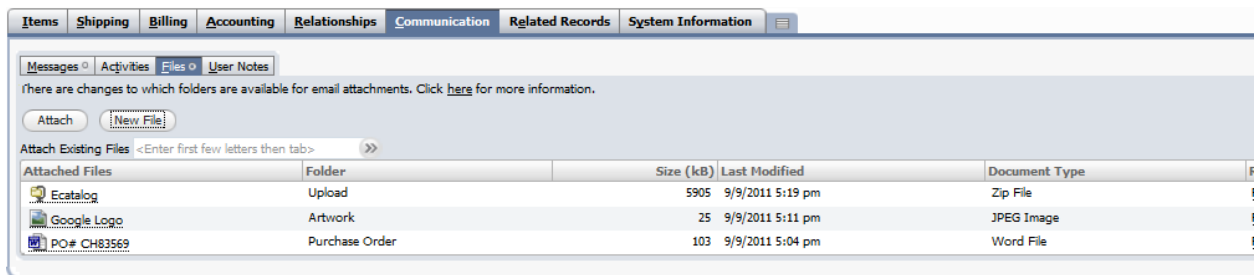 Items Shipping Billing Accounting Relationships Communication Related Records System Information
Messages Activities Files User Notes
There are changes to which folders are available for email attachments. Click here for more information.
Attach New File
Attach Existing Files <Enter first few letters then tab>
Attached Files Folder Size (kB) Last Modified Document Type
Ecatalog Upload 5905 9/9/2011 5:19 pm Zip File
Google Logo Artwork 25 9/9/2011 5:11 pm JPEG Image
PO# CH83569 Purchase Order 103 9/9/2011 5:04 pm Word File